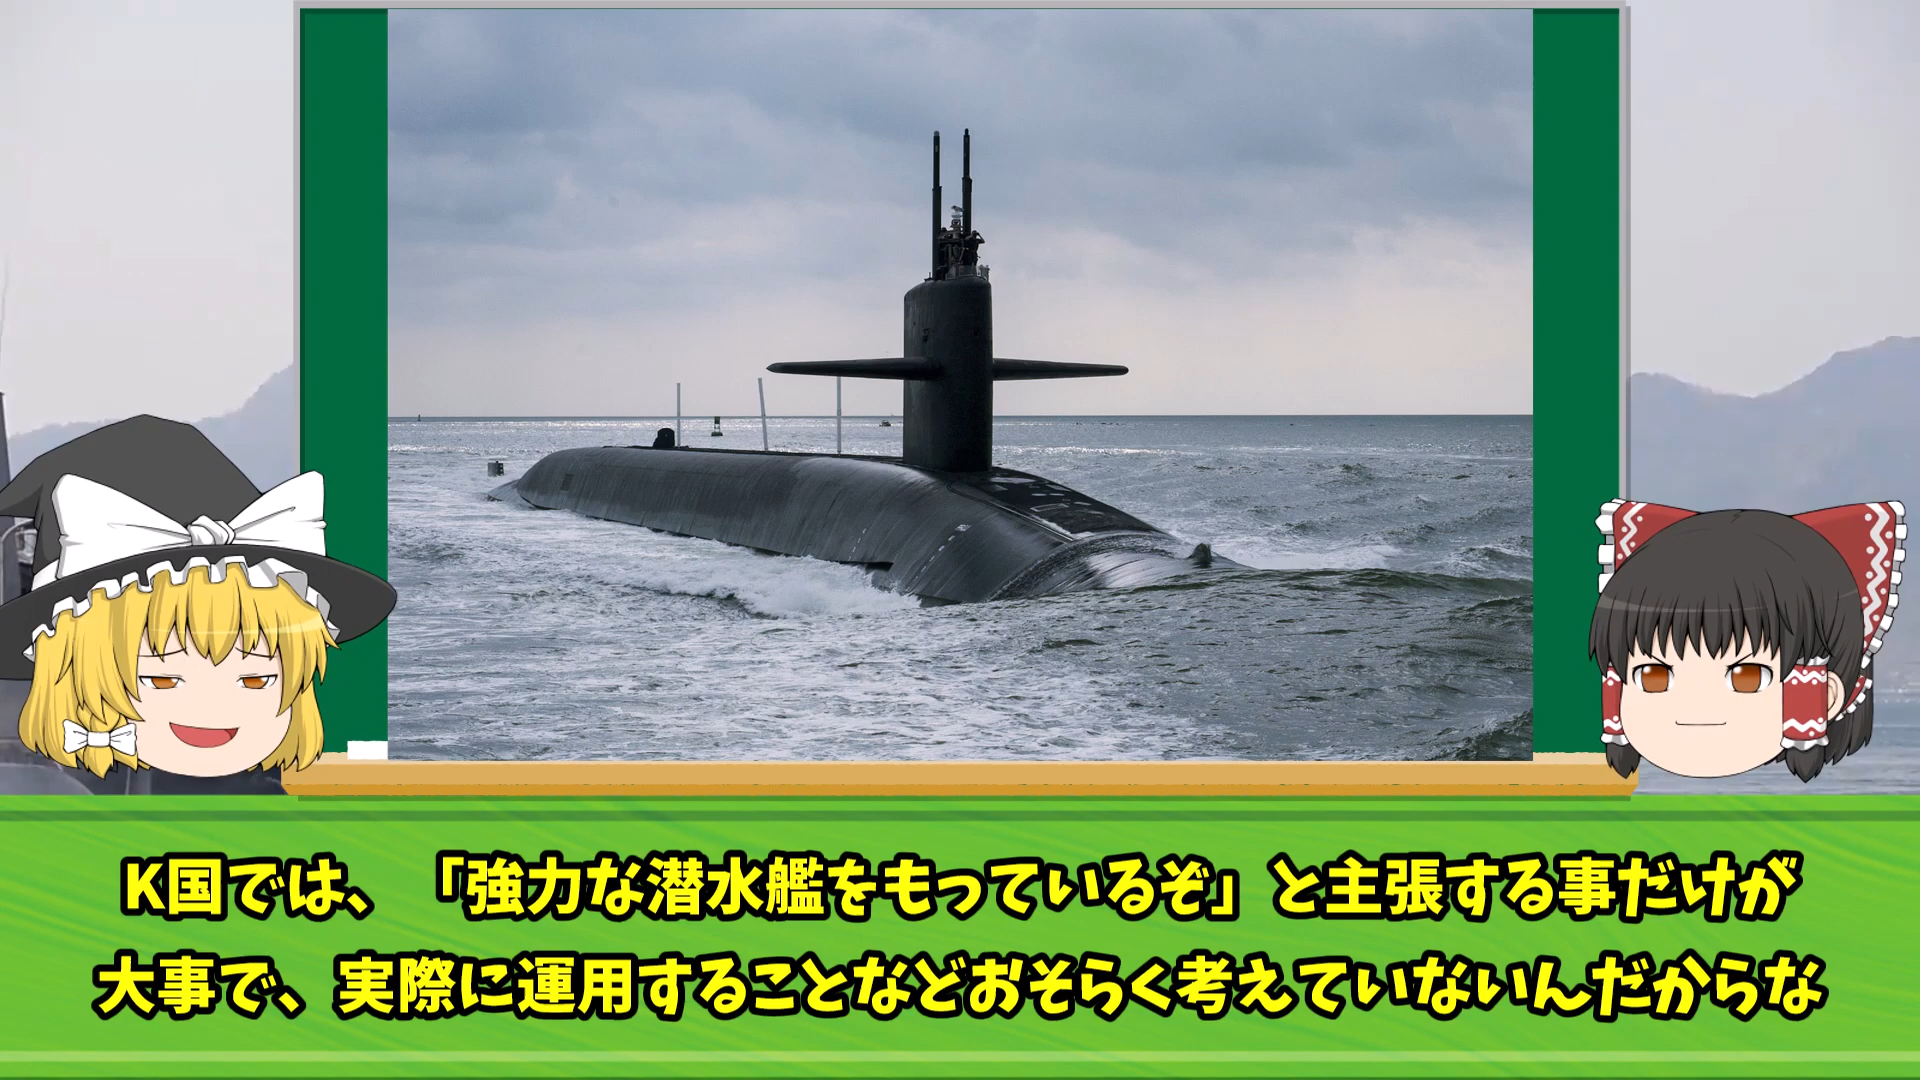 K国では、「強力な潜水艦をもっているぞ」と主張する事だけが
大事で、実際に運用することなどおそらく考えていないんだからな